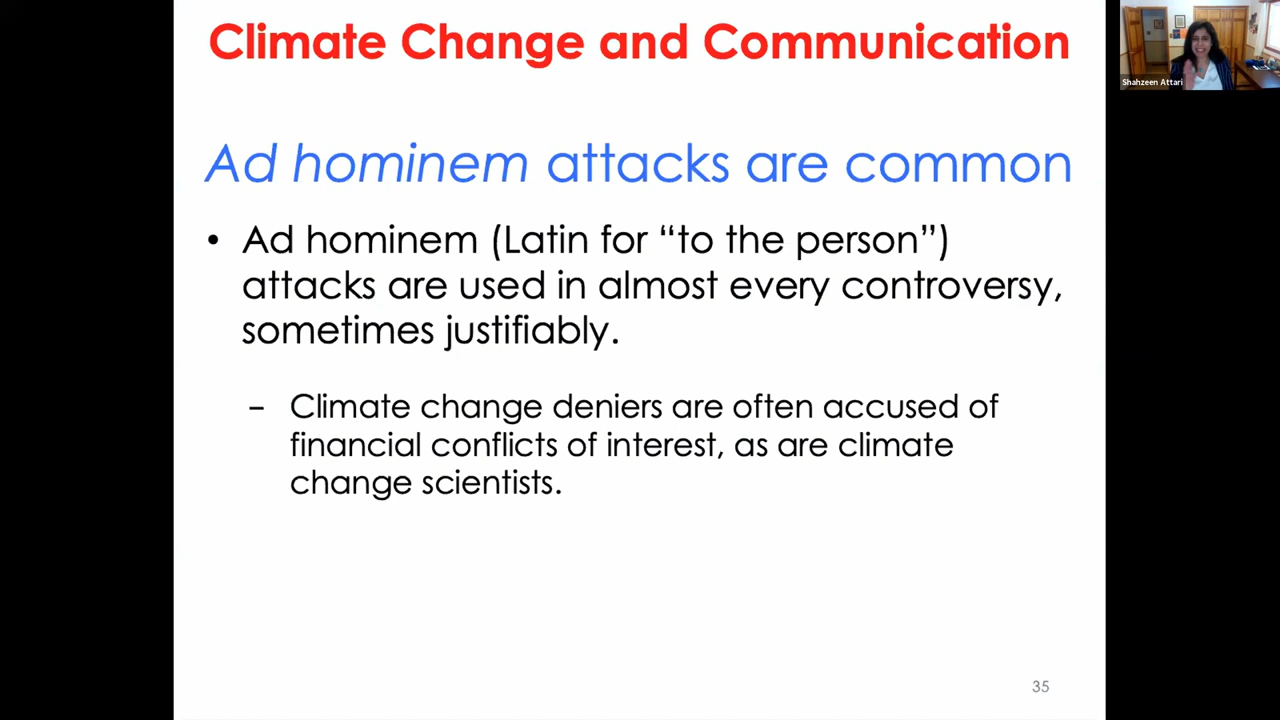 Climate Change and Communication
Shahzeen Attari
Ad hominem attacks are common
• Ad hominem (Latin for “to the person”)
attacks are used in almost every controversy,
sometimes justifiably.
– Climate change deniers are often accused of
financial conflicts of interest, as are climate
change scientists.
35